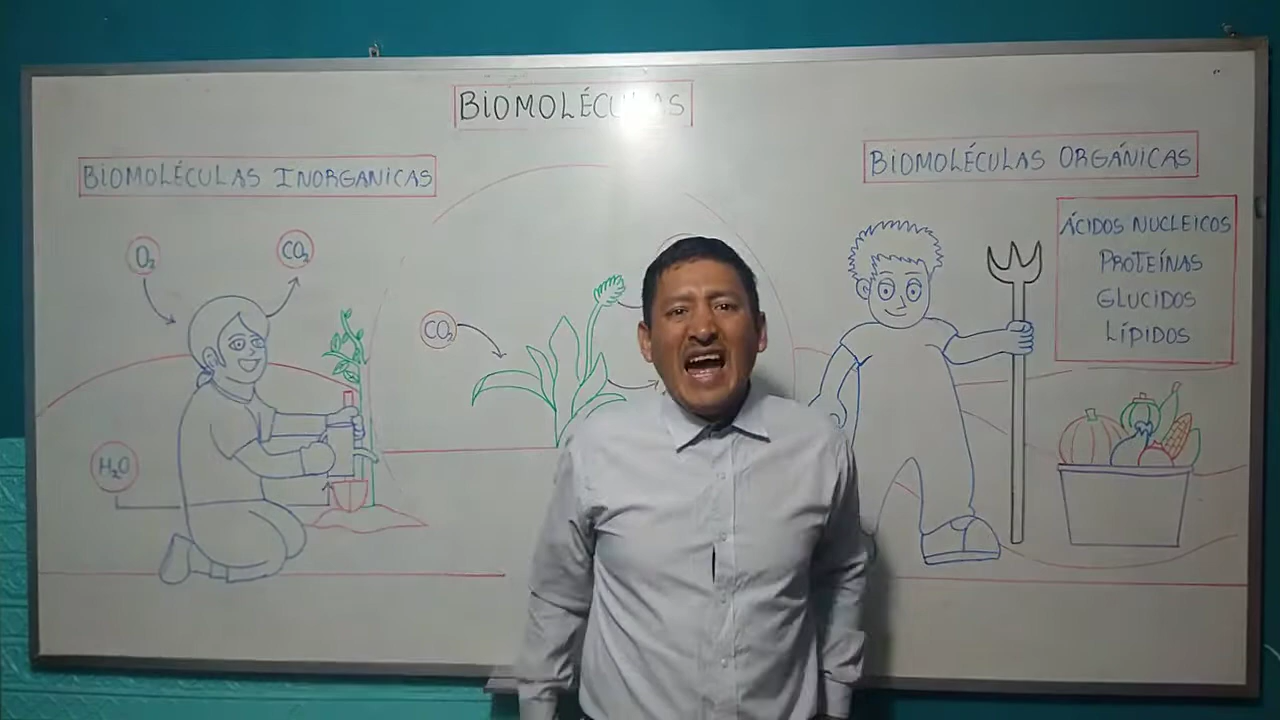 BIOMOLÉCULAS
BIOMOLÉCULAS INORGANICAS
O₂
CO₂
H₂O
CO₂
BIOMOLÉCULAS ORGÁNICAS
ÁCIDOS NUCLEICOS
PROTEÍNAS
GLUCIDOS
LÍPIDOS